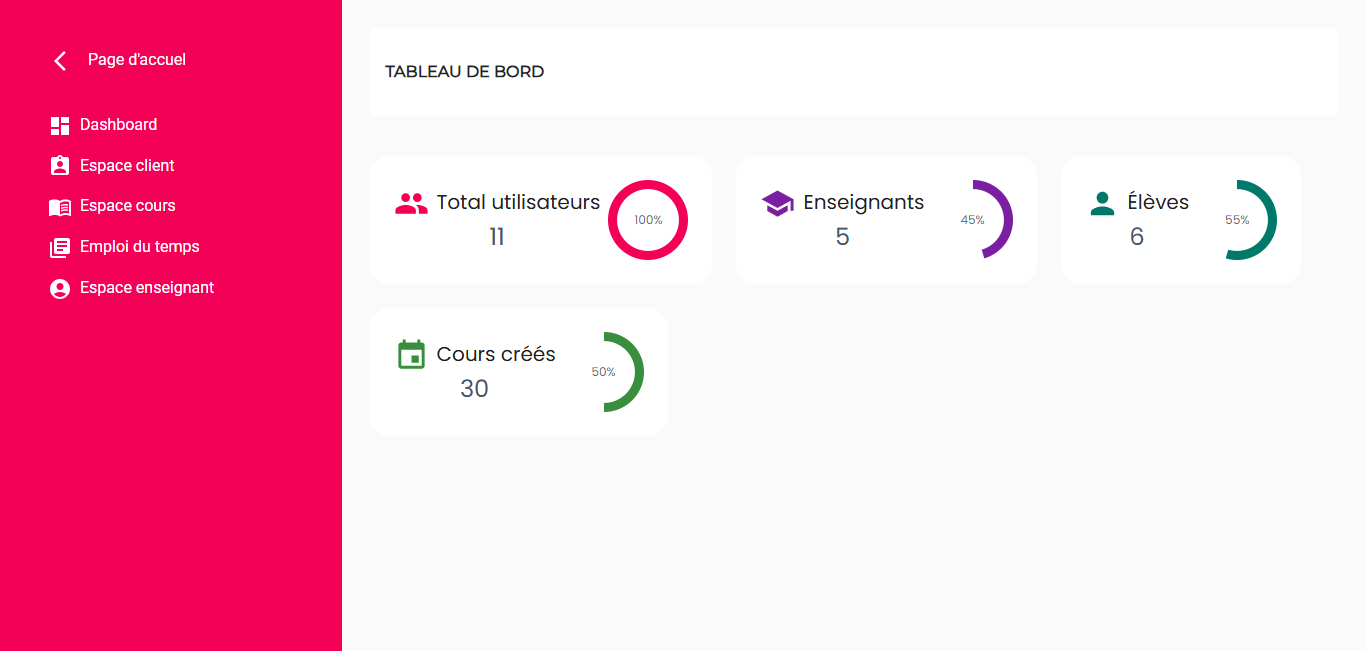 Page d'accuel
Dashboard
Espace client
Espace cours
Emploi du temps
Espace enseignant
TABLEAU DE BORD
Total utilisateurs
11
100%
Enseignants
5
45%
Élèves
6
55%
Cours créés
30
50%